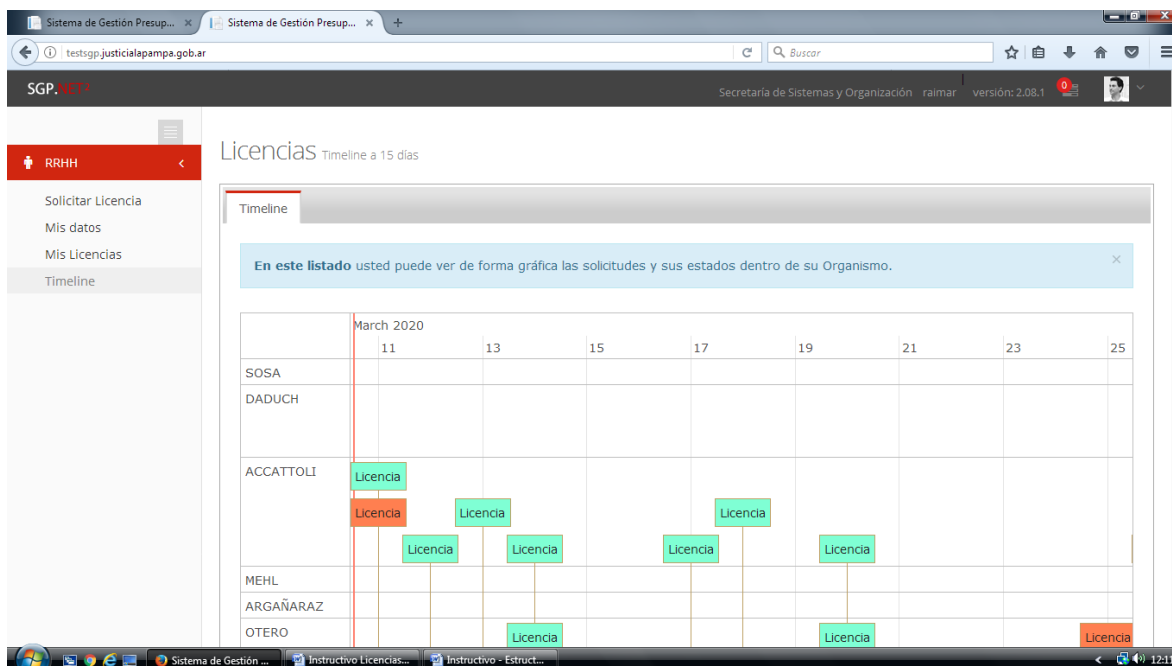 Sistema de Gestión Presup... × Sistema de Gestión Presup... × +
testsgp.justicialapampa.gob.ar Buscar
SGP.NET7 Secretaría de Sistemas y Organización raimar versión: 2.08.1 0
RRHH
Licencias Timeline a 15 días
Solicitar Licencia
Mis datos
Mis Licencias
Timeline
Timeline
En este listado usted puede ver de forma gráfica las solicitudes y sus estados dentro de su Organismo. ×
March 2020
11 13 15 17 19 21 23 25
SOSA
DADUCH
ACCATTOLI Licencia
Licencia Licencia Licencia
Licencia Licencia Licencia Licencia
MEHL
ARGAÑARAZ
OTERO Licencia Licencia Licencia
Sistema de Gestión ... Instructivo Licencias... Instructivo - Estruct...